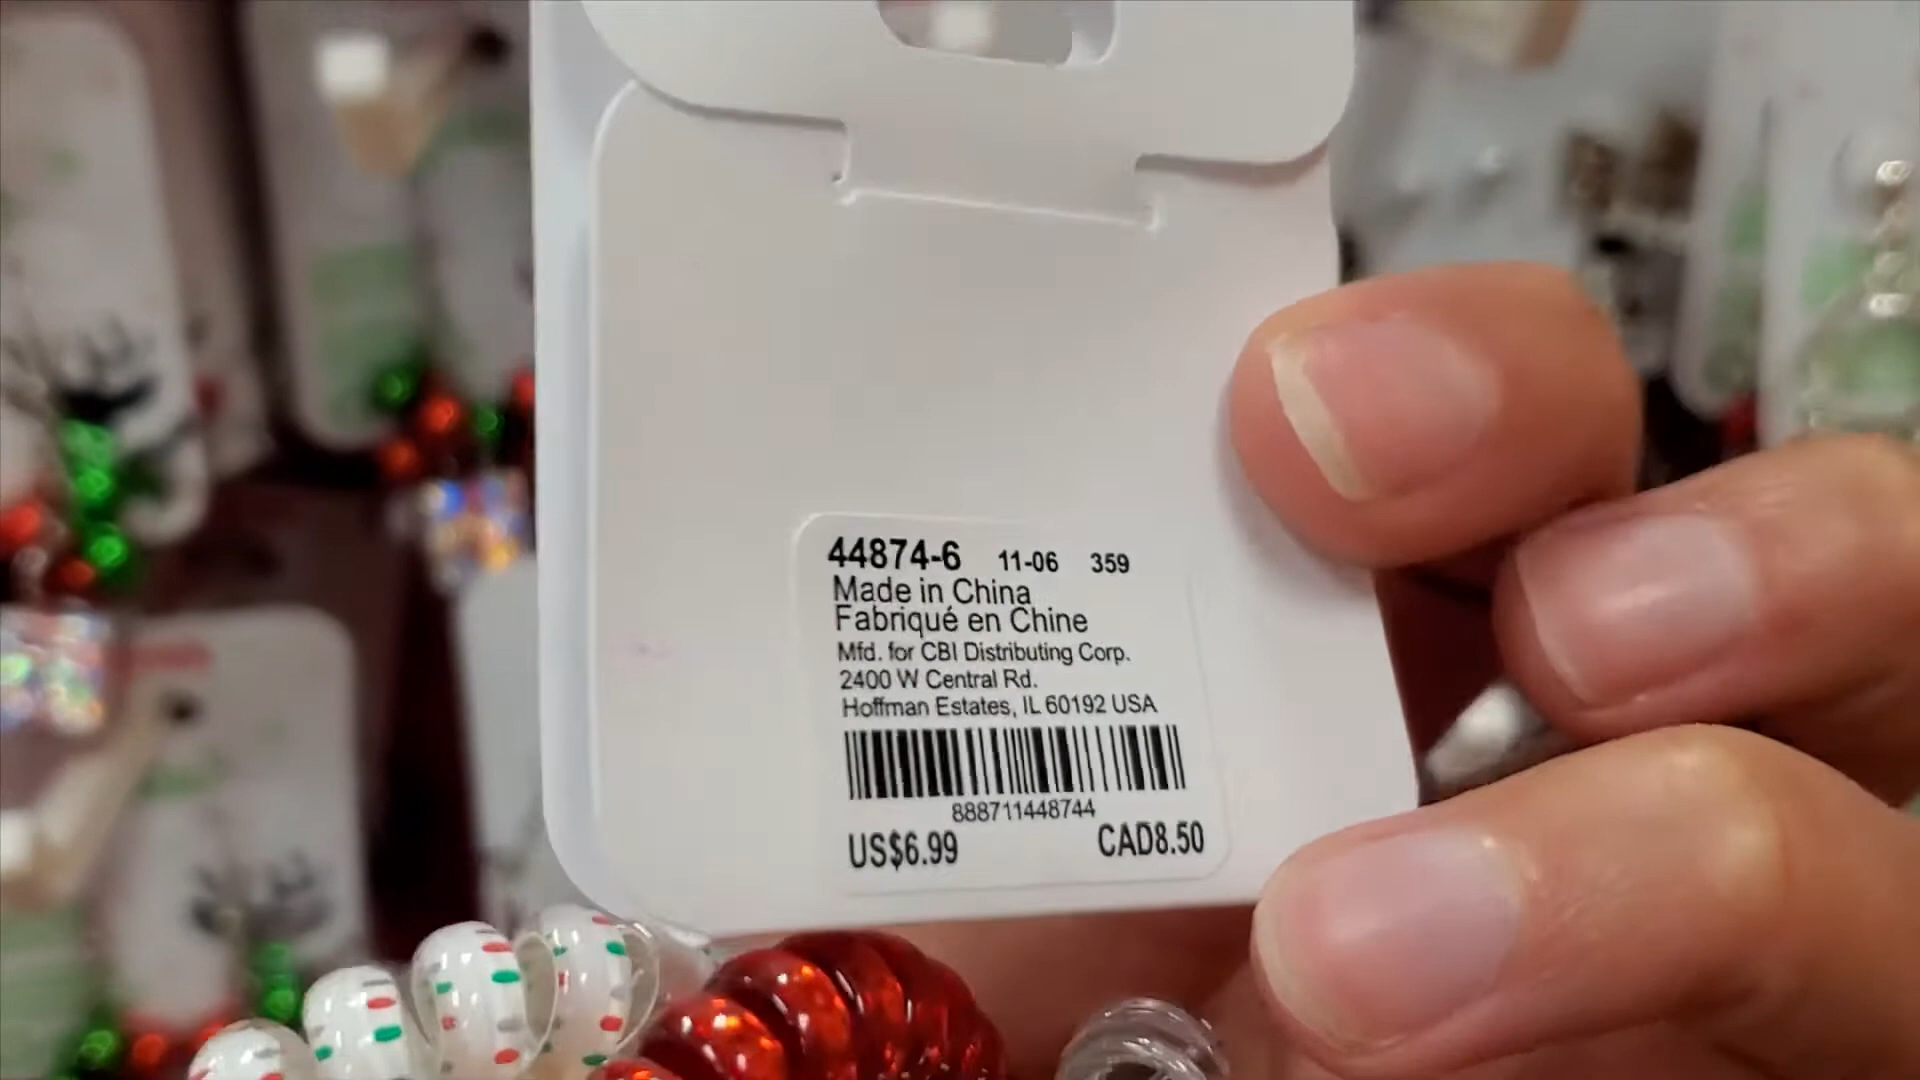 44874-6 11-06 359
Made in China
Fabriqué en Chine
Mfd. for CBI Distributing Corp.
2400 W Central Rd.
Hoffman Estates, IL 60192 USA
888711448744
US$6.99 CAD8.50